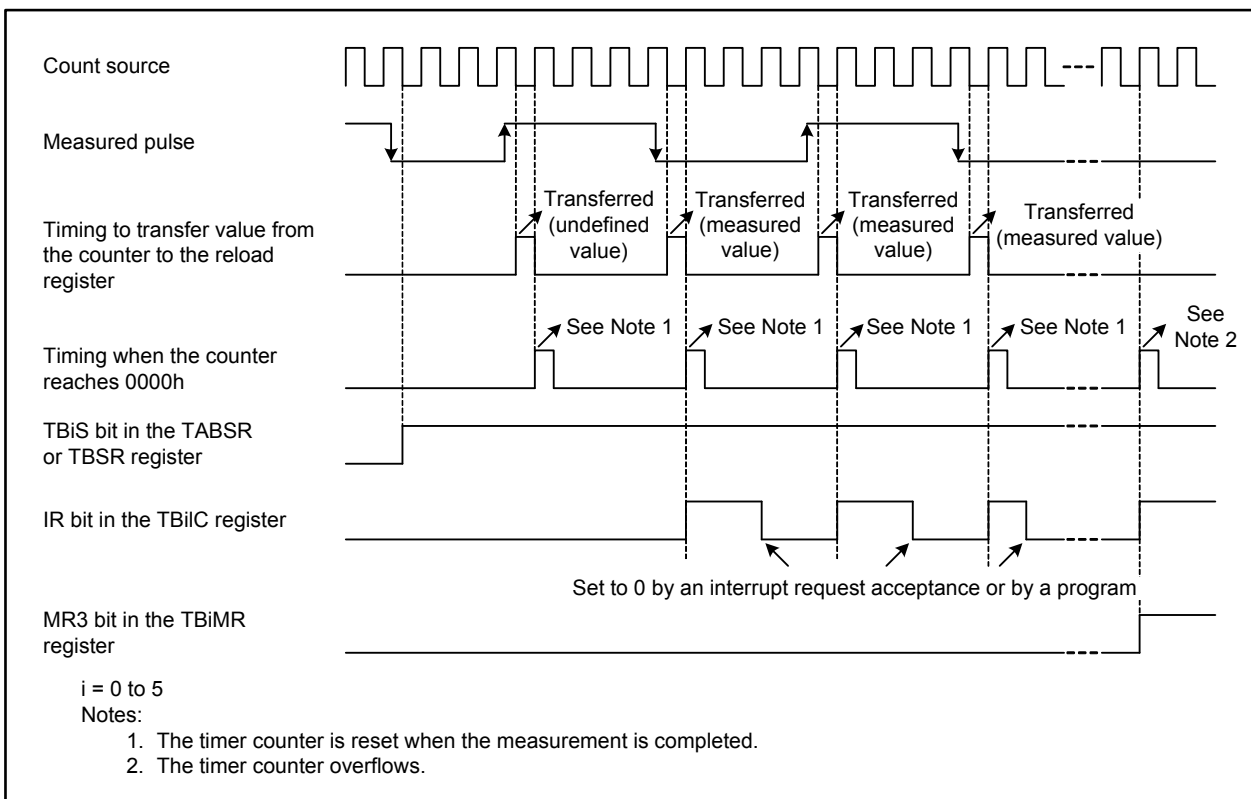 Count source
Measured pulse
Timing to transfer value from
the counter to the reload
register
Transferred
(undefined
value)
Transferred
(measured
value)
Transferred
(measured
value)
Transferred
(measured value)
Timing when the counter
reaches 0000h
See Note 1
See Note 1
See Note 1
See Note 1
See
Note 2
TBiS bit in the TABSR
or TBSR register
IR bit in the TBiIC register
Set to 0 by an interrupt request acceptance or by a program
MR3 bit in the TBiMR
register
i = 0 to 5
Notes:
1. The timer counter is reset when the measurement is completed.
2. The timer counter overflows.